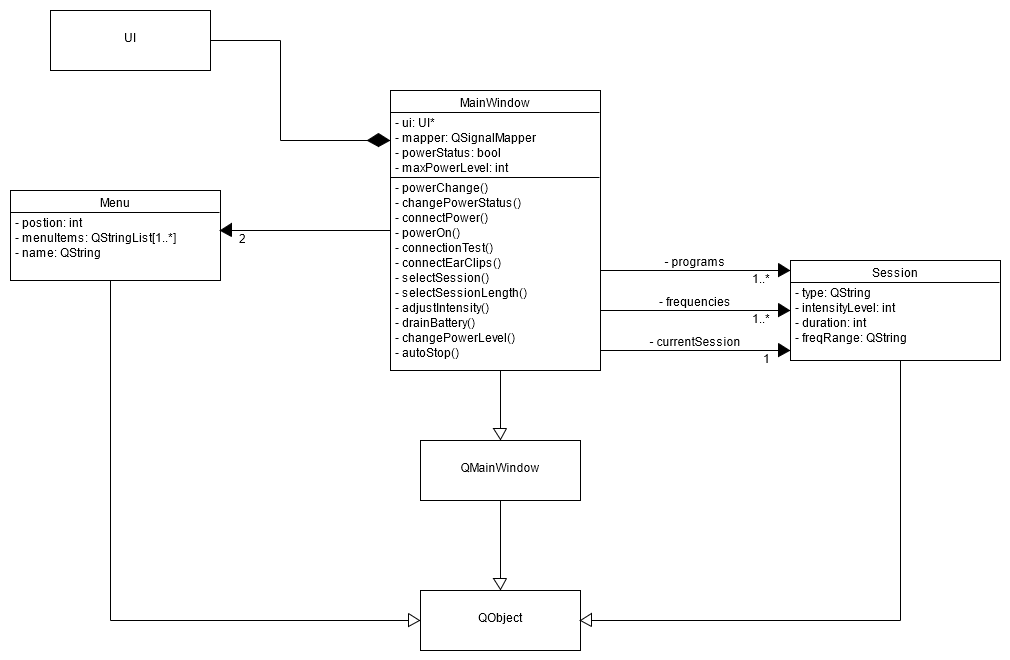 UI
MainWindow
- ui: UI*
- mapper: QSignalMapper
- powerStatus: bool
- maxPowerLevel: int
- powerChange()
- changePowerStatus()
- connectPower()
- powerOn()
- connectionTest()
- connectEarClips()
- selectSession()
- selectSessionLength()
- adjustIntensity()
- drainBattery()
- changePowerLevel()
- autoStop()
Menu
- postion: int
- menuItems: QStringList[1..*]
- name: QString
2
- programs
1..*
- frequencies
1..*
- currentSession
1
Session
- type: QString
- intensityLevel: int
- duration: int
- freqRange: QString
QMainWindow
QObject